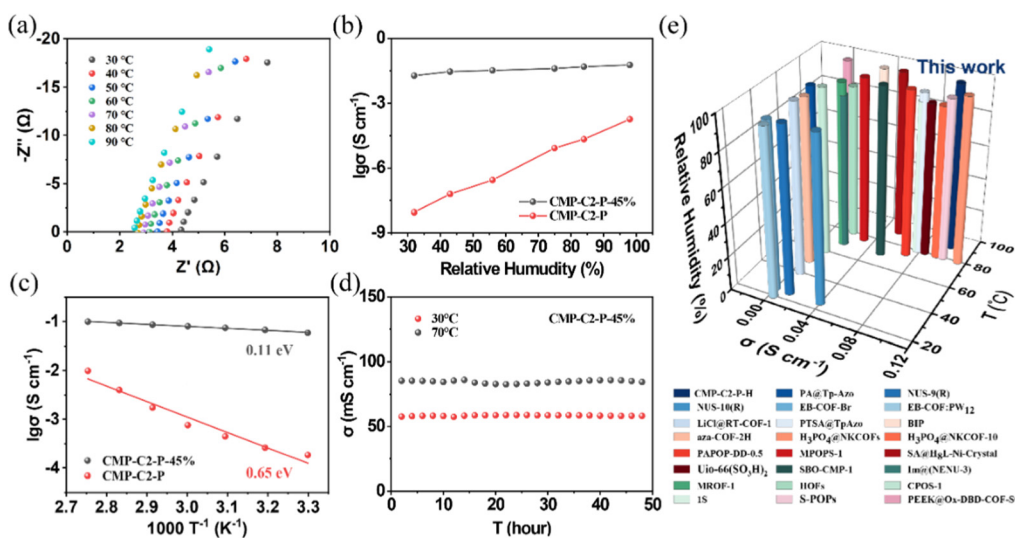 (a)
-20
-15
-10
-5
0
-Z'' (Ω)
30 °C
40 °C
50 °C
60 °C
70 °C
80 °C
90 °C
0 2 4 6 8 10
Z' (Ω)
(b)
0
-3
-6
-9
lgσ (S cm⁻¹)
CMP-C2-P-45%
CMP-C2-P
30 40 50 60 70 80 90 100
Relative Humudity (%)
(c)
0
-1
-2
-3
-4
lgσ (S cm⁻¹)
0.11 eV
CMP-C2-P-45%
CMP-C2-P
0.65 eV
2.7 2.8 2.9 3.0 3.1 3.2 3.3
1000 T⁻¹ (K⁻¹)
(d)
150
100
50
0
σ (mS cm⁻¹)
30°C
70°C
CMP-C2-P-45%
0 10 20 30 40 50
T (hour)
(e)
This work
100
80
60
40
20
0
Relative Humidity (%)
0.00
0.04
0.08
0.12
σ (S cm⁻¹)
20
40
60
80
100
T (°C)
CMP-C2-P-H PA@Tp-Azo NUS-9(R)
NUS-10(R) EB-COF-Br EB-COF:PW₁₂
LiCl@RT-COF-1 PTSA@TpAzo BIP
aza-COF-2H H₃PO₄@NKCOFs H₃PO₄@NKCOF-10
PAPOP-DD-0.5 MPOPS-1 SA@HgL-Ni-Crystal
Uio-66(SO₃H)₂ SBO-CMP-1 Im@(NENU-3)
MROF-1 HOFs CPOS-1
1S S-POPs PEEK@Ox-DBD-COF-S